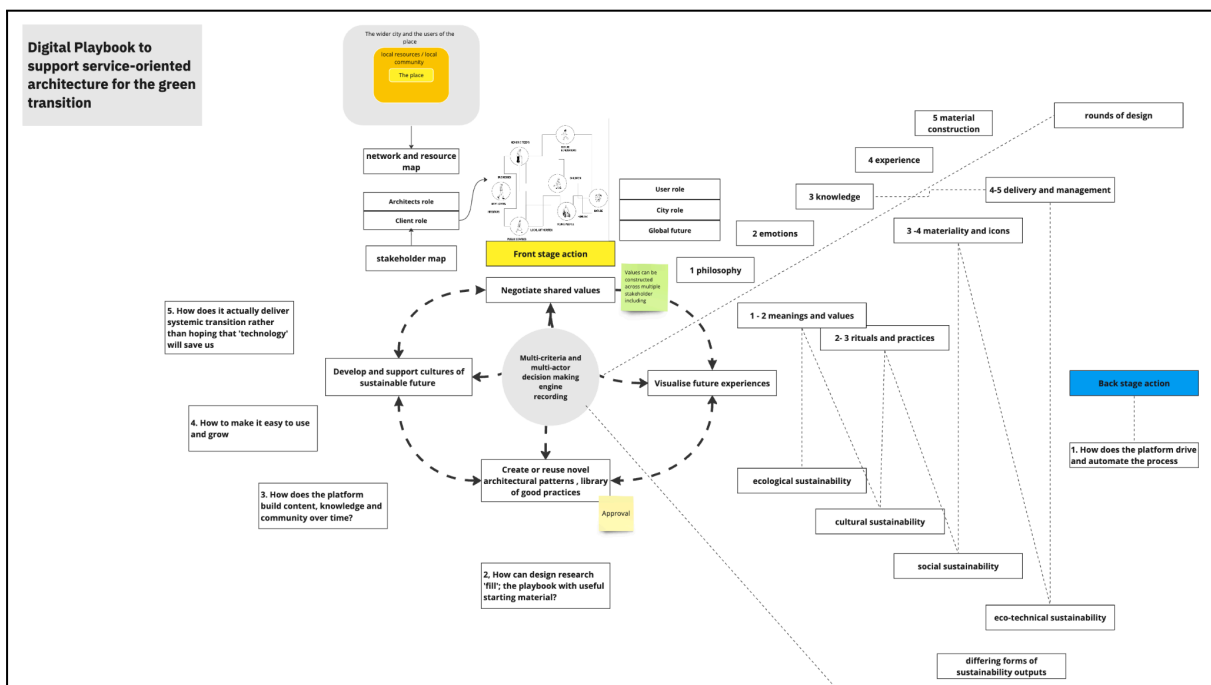 Digital Playbook to
support service-oriented
architecture for the green
transition
The wider city and the users of the
place
local resources / local
community
The place
network and resource
map
Architects role
Client role
stakeholder map
User role
City role
Global future
Front stage action
Negotiate shared values
Values can be
constructed
across multiple
stakeholder
including
5. How does it actually deliver
systemic transition rather
than hoping that 'technology'
will save us
Develop and support cultures of
sustainable future
Multi-criteria and
multi-actor
decision making
engine
recording
Visualise future experiences
4. How to make it easy to use
and grow
Create or reuse novel
architectural patterns , library
of good practices
Approval
3. How does the platform
build content, knowledge and
community over time?
2, How can design research
'fill'; the playbook with useful
starting material?
5 material
construction
4 experience
3 knowledge
2 emotions
1 philosophy
rounds of design
4-5 delivery and management
3 -4 materiality and icons
1 - 2 meanings and values
2- 3 rituals and practices
Back stage action
1. How does the platform drive
and automate the process
ecological sustainability
cultural sustainability
social sustainability
eco-technical sustainability
differing forms of
sustainability outputs